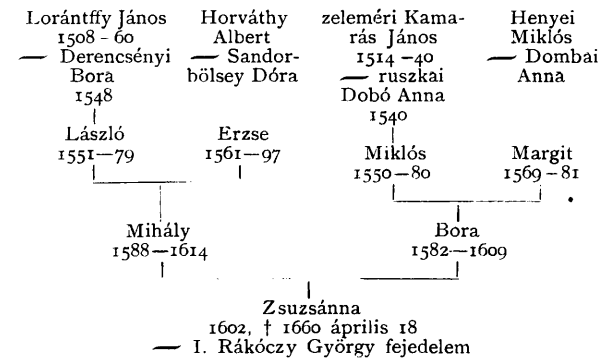 Lorántffy János
1508 - 60
— Derencsényi
Bora
1548
Horváthy
Albert
— Sandor-
bölsey Dóra
zeleméri Kama-
rás János
1514 - 40
— ruszkai
Dobó Anna
1540
Henyei
Miklós
— Dombai
Anna
László
1551—79
Erzse
1561—97
Miklós
1550—80
Margit
1569 - 81
Mihály
1588—1614
Bora
1582—1609
Zsuzsánna
1602, † 1660 április 18
— I. Rákóczy György fejedelem